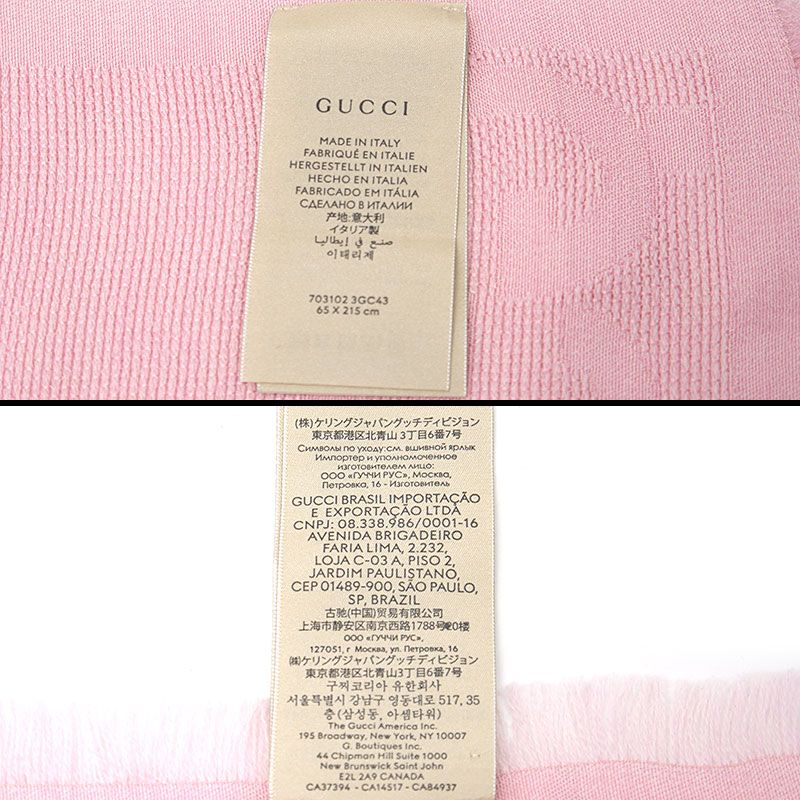 GUCCI
MADE IN ITALY
FABRIQUÉ EN ITALIE
HERGESTELLT IN ITALIEN
HECHO EN ITALIA
FABRICADO EM ITÁLIA
СДЕЛАНО В ИТАЛИИ
产地:意大利
イタリア製
صنع في إيطاليا
이태리제
703102 3GC43
65 X 215 cm
(株)ケリングジャパングッチディビジョン
東京都港区北青山 3丁目6番7号
Символы по уходу:см. вшивной ярлык
Импортер и уполномоченное
изготовителем лицо:
ООО «ГУЧЧИ РУС», Москва,
Петровка, 16 - Изготовитель
GUCCI BRASIL IMPORTAÇÃO
E EXPORTAÇÃO LTDA
CNPJ: 08.338.986/0001-16
AVENIDA BRIGADEIRO
FARIA LIMA, 2.232,
LOJA C-03 A, PISO 2,
JARDIM PAULISTANO,
CEP 01489-900, SÃO PAULO,
SP, BRAZIL
古驰(中国)贸易有限公司
上海市静安区南京西路1788号20楼
ООО «ГУЧЧИ РУС»,
127051, г Москва, ул. Петровка, 16
(株)ケリングジャパングッチディビジョン
東京都港区北青山 3丁目6番7号
구찌코리아 유한회사
서울특별시 강남구 영동대로 517, 35
층 (삼성동, 아셈타워)
The Gucci America Inc.
195 Broadway, New York, NY 10007
G. Boutiques Inc.
44 Chipman Hill Suite 1000
New Brunswick Saint John
E2L 2A9 CANADA
CA37394 - CA14517 - CA84937